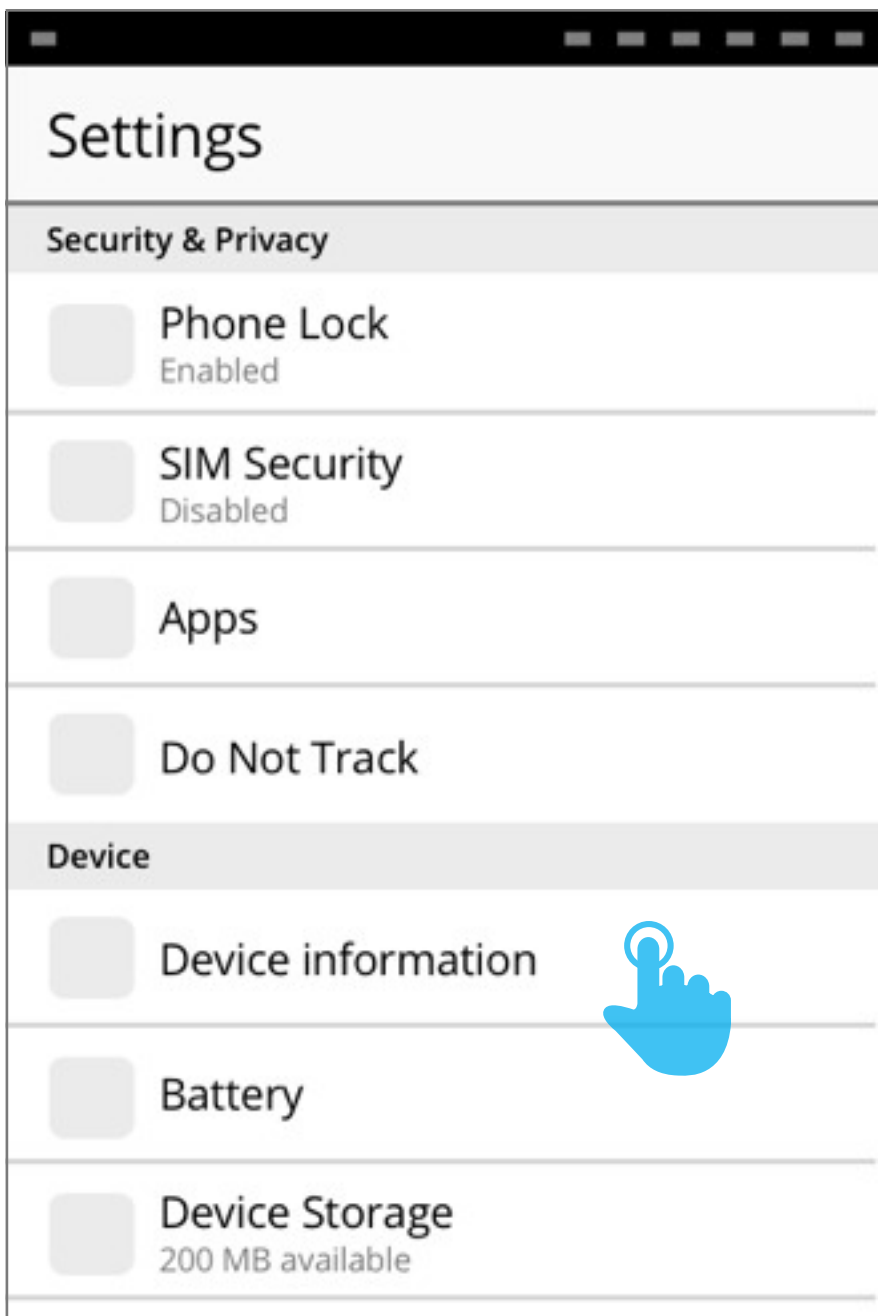 Settings
Security & Privacy
Phone Lock
Enabled
SIM Security
Disabled
Apps
Do Not Track
Device
Device information
Battery
Device Storage
200 MB available